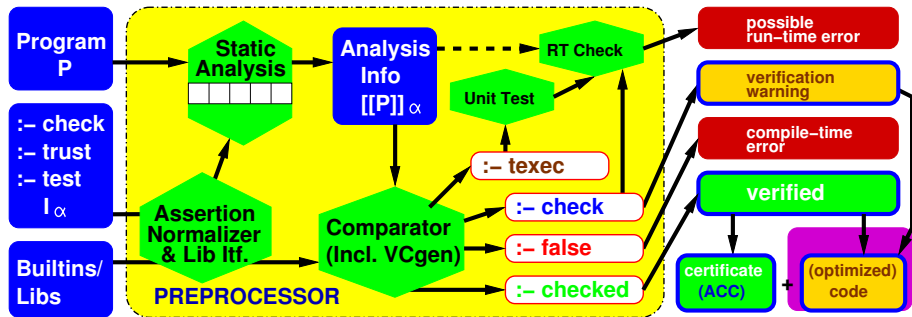 Program
P
:− check
:− trust
:− test
I α
Builtins/
Libs
Static
Analysis
Assertion
Normalizer
& Lib Itf.
PREPROCESSOR
Analysis
Info
[[P]] α
Comparator
(Incl. VCgen)
RT Check
Unit Test
:− texec
:− check
:− false
:− checked
possible
run−time error
verification
warning
compile−time
error
verified
certificate
(ACC)
+
(optimized)
code